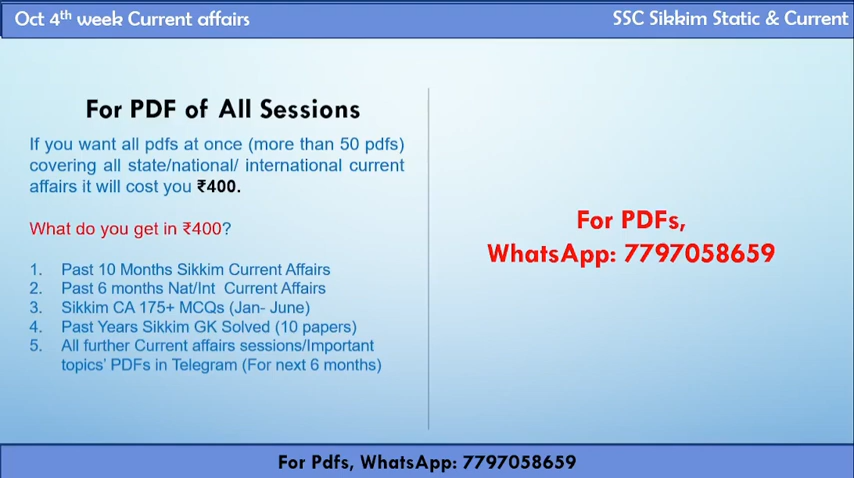 Oct 4th week Current affairs
SSC Sikkim Static & Current
For PDF of All Sessions
If you want all pdfs at once (more than 50 pdfs)
covering all state/national/ international current
affairs it will cost you ₹400.
What do you get in ₹400?
1. Past 10 Months Sikkim Current Affairs
2. Past 6 months Nat/Int Current Affairs
3. Sikkim CA 175+ MCQs (Jan- June)
4. Past Years Sikkim GK Solved (10 papers)
5. All further Current affairs sessions/Important
topics’ PDFs in Telegram (For next 6 months)
For PDFs,
WhatsApp: 7797058659
For Pdfs, WhatsApp: 7797058659